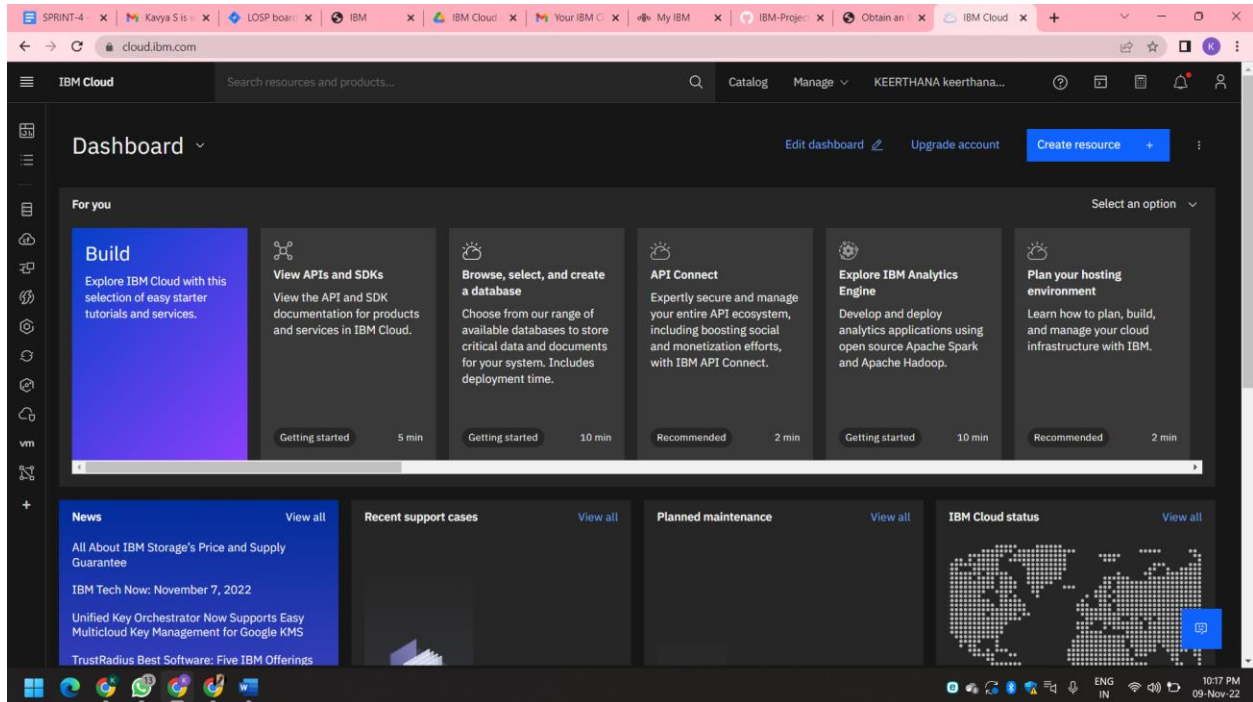 SPRINT-4 -
Kavya S is v
LOSP board
IBM
IBM Cloud
Your IBM C
My IBM
IBM-Projec
Obtain an
IBM Cloud
cloud.ibm.com
K
IBM Cloud
Search resources and products...
Catalog
Manage
KEERTHANA keerthana...
Dashboard
Edit dashboard
Upgrade account
Create resource +
For you
Select an option
Build
Explore IBM Cloud with this
selection of easy starter
tutorials and services.
View APIs and SDKs
View the API and SDK
documentation for products
and services in IBM Cloud.
Getting started 5 min
Browse, select, and create
a database
Choose from our range of
available databases to store
critical data and documents
for your system. Includes
deployment time.
Getting started 10 min
API Connect
Expertly secure and manage
your entire API ecosystem,
including boosting social
and monetization efforts,
with IBM API Connect.
Recommended 2 min
Explore IBM Analytics
Engine
Develop and deploy
analytics applications using
open source Apache Spark
and Apache Hadoop.
Getting started 10 min
Plan your hosting
environment
Learn how to plan, build,
and manage your cloud
infrastructure with IBM.
Recommended 2 min
vm
News View all
All About IBM Storage's Price and Supply
Guarantee
IBM Tech Now: November 7, 2022
Unified Key Orchestrator Now Supports Easy
Multicloud Key Management for Google KMS
TrustRadius Best Software: Five IBM Offerings
Recent support cases View all
Planned maintenance View all
IBM Cloud status View all
13
ENG
IN
10:17 PM
09-Nov-22